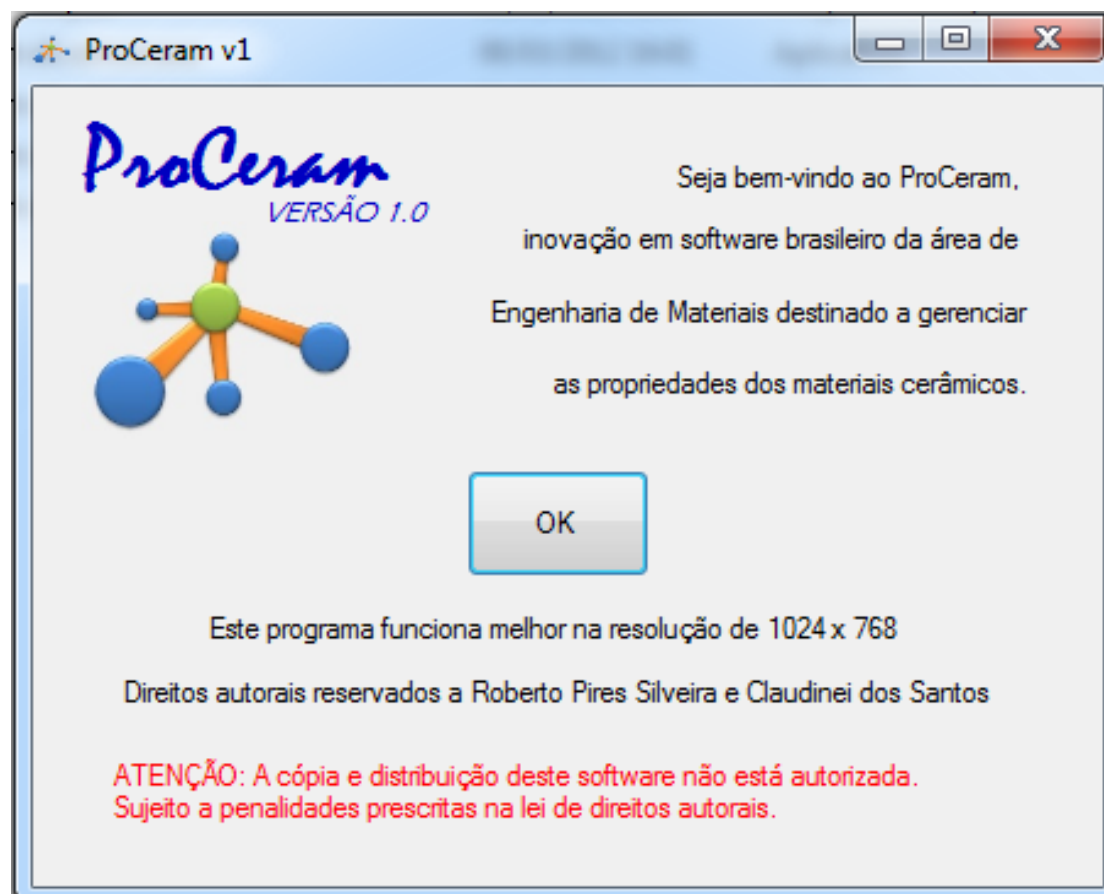 ProCeram v1
ProCeram
VERSÃO 1.0
Seja bem-vindo ao ProCeram,
inovação em software brasileiro da área de
Engenharia de Materiais destinado a gerenciar
as propriedades dos materiais cerâmicos.
OK
Este programa funciona melhor na resolução de 1024 x 768
Direitos autorais reservados a Roberto Pires Silveira e Claudinei dos Santos
ATENÇÃO: A cópia e distribuição deste software não está autorizada.
Sujeito a penalidades prescritas na lei de direitos autorais.